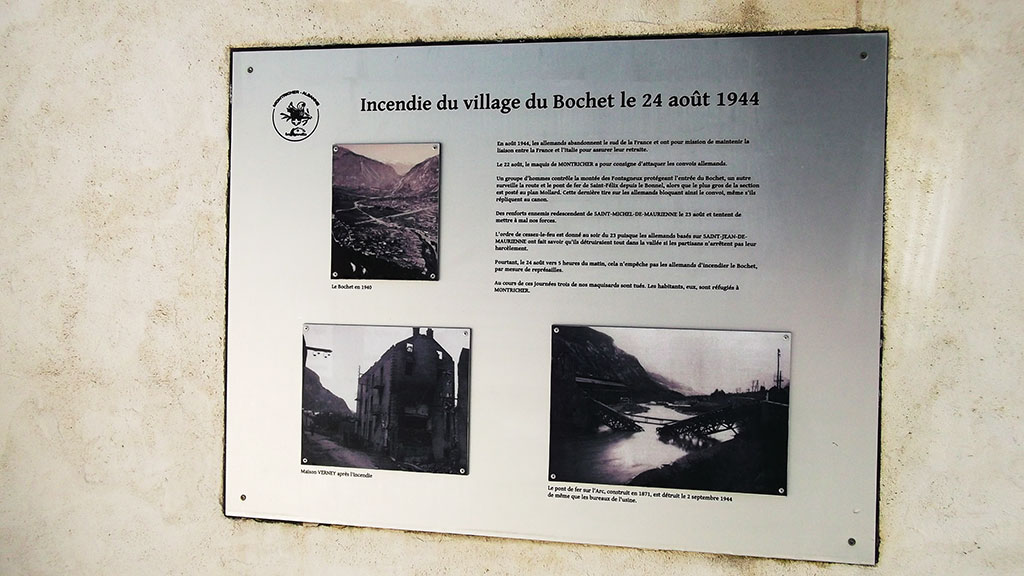 MONTRICHER-ALBANNE
Incendie du village du Bochet le 24 août 1944
En août 1944, les allemands abandonnent le sud de la France et ont pour mission de maintenir la
liaison entre la France et l'Italie pour assurer leur retraite.
Le 22 août, le maquis de MONTRICHER a pour consigne d'attaquer les convois allemands.
Un groupe d'hommes contrôle la montée des Fontagneux protégeant l'entrée du Bochet, un autre
surveille la route et le pont de fer de Saint-Félix depuis le Bonnel, alors que le plus gros de la section
est posté au plan Mollard. Cette dernière tire sur les allemands bloquant ainsi le convoi, même s'ils
répliquent au canon.
Des renforts ennemis redescendent de SAINT-MICHEL-DE-MAURIENNE le 23 août et tentent de
mettre à mal nos forces.
L'ordre de cessez-le-feu est donné au soir du 23 puisque les allemands basés sur SAINT-JEAN-DE-
MAURIENNE ont fait savoir qu'ils détruiraient tout dans la vallée si les partisans n'arrêtent pas leur
harcèlement.
Pourtant, le 24 août vers 5 heures du matin, cela n'empêche pas les allemands d'incendier le Bochet,
par mesure de représailles.
Au cours de ces journées trois de nos maquisards sont tués. Les habitants, eux, sont réfugiés à
MONTRICHER.
Le Bochet en 1940
Maison VERNEY après l'incendie
Le pont de fer sur l'Arc, construit en 1871, est détruit le 2 septembre 1944
de même que les bureaux de l'usine.